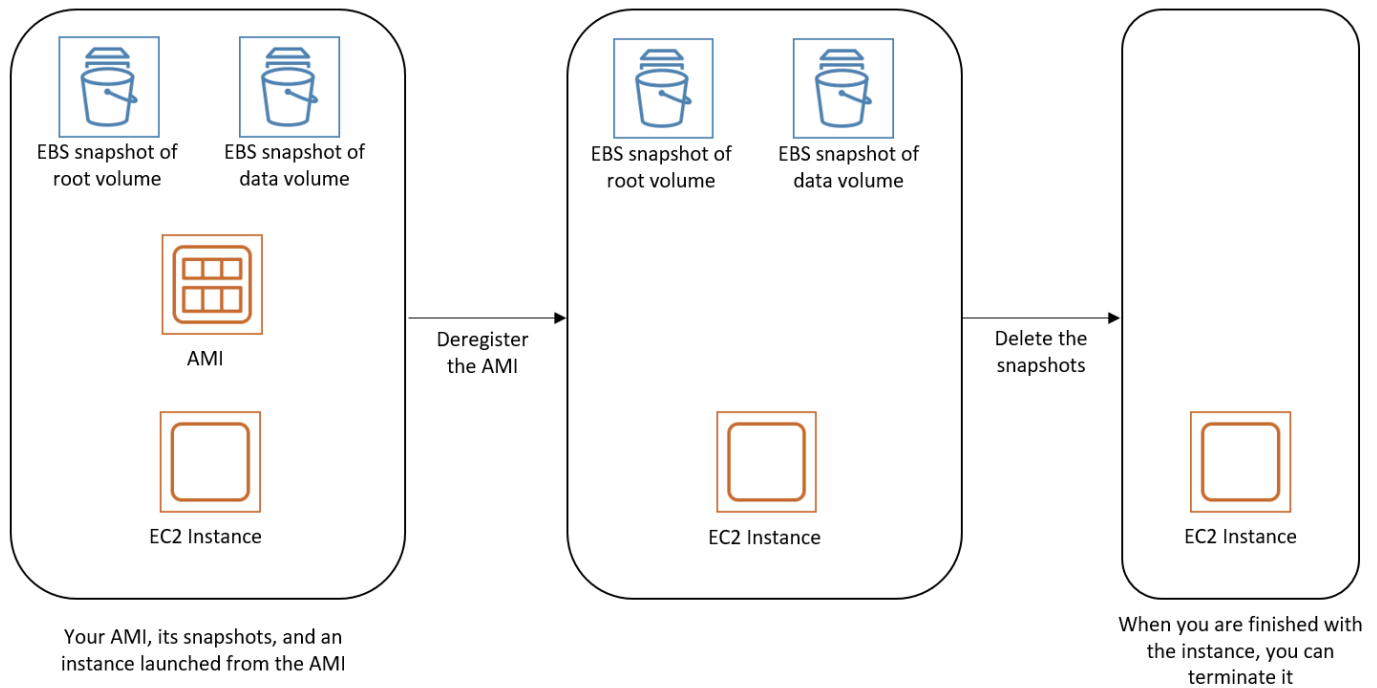 EBS snapshot of
root volume
EBS snapshot of
data volume
AMI
EC2 Instance
Your AMI, its snapshots, and an
instance launched from the AMI
Deregister
the AMI
EBS snapshot of
root volume
EBS snapshot of
data volume
EC2 Instance
Delete the
snapshots
EC2 Instance
When you are finished with
the instance, you can
terminate it